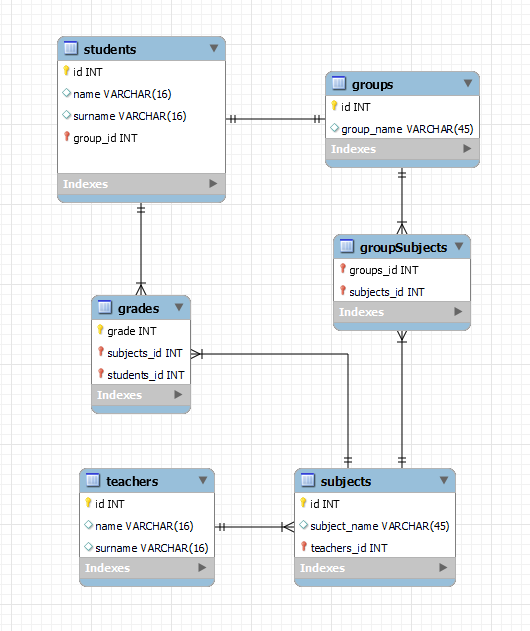 students
id INT
name VARCHAR(16)
surname VARCHAR(16)
group_id INT
Indexes
groups
id INT
group_name VARCHAR(45)
Indexes
groupSubjects
groups_id INT
subjects_id INT
Indexes
grades
grade INT
subjects_id INT
students_id INT
Indexes
teachers
id INT
name VARCHAR(16)
surname VARCHAR(16)
Indexes
subjects
id INT
subject_name VARCHAR(45)
teachers_id INT
Indexes